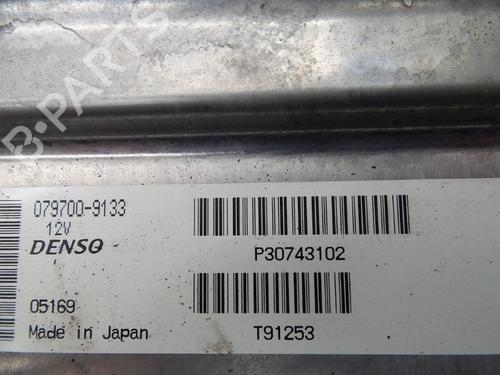 B-PARTS
079700-9133
12V
DENSO
P30743102
05169
Made in Japan
T91253